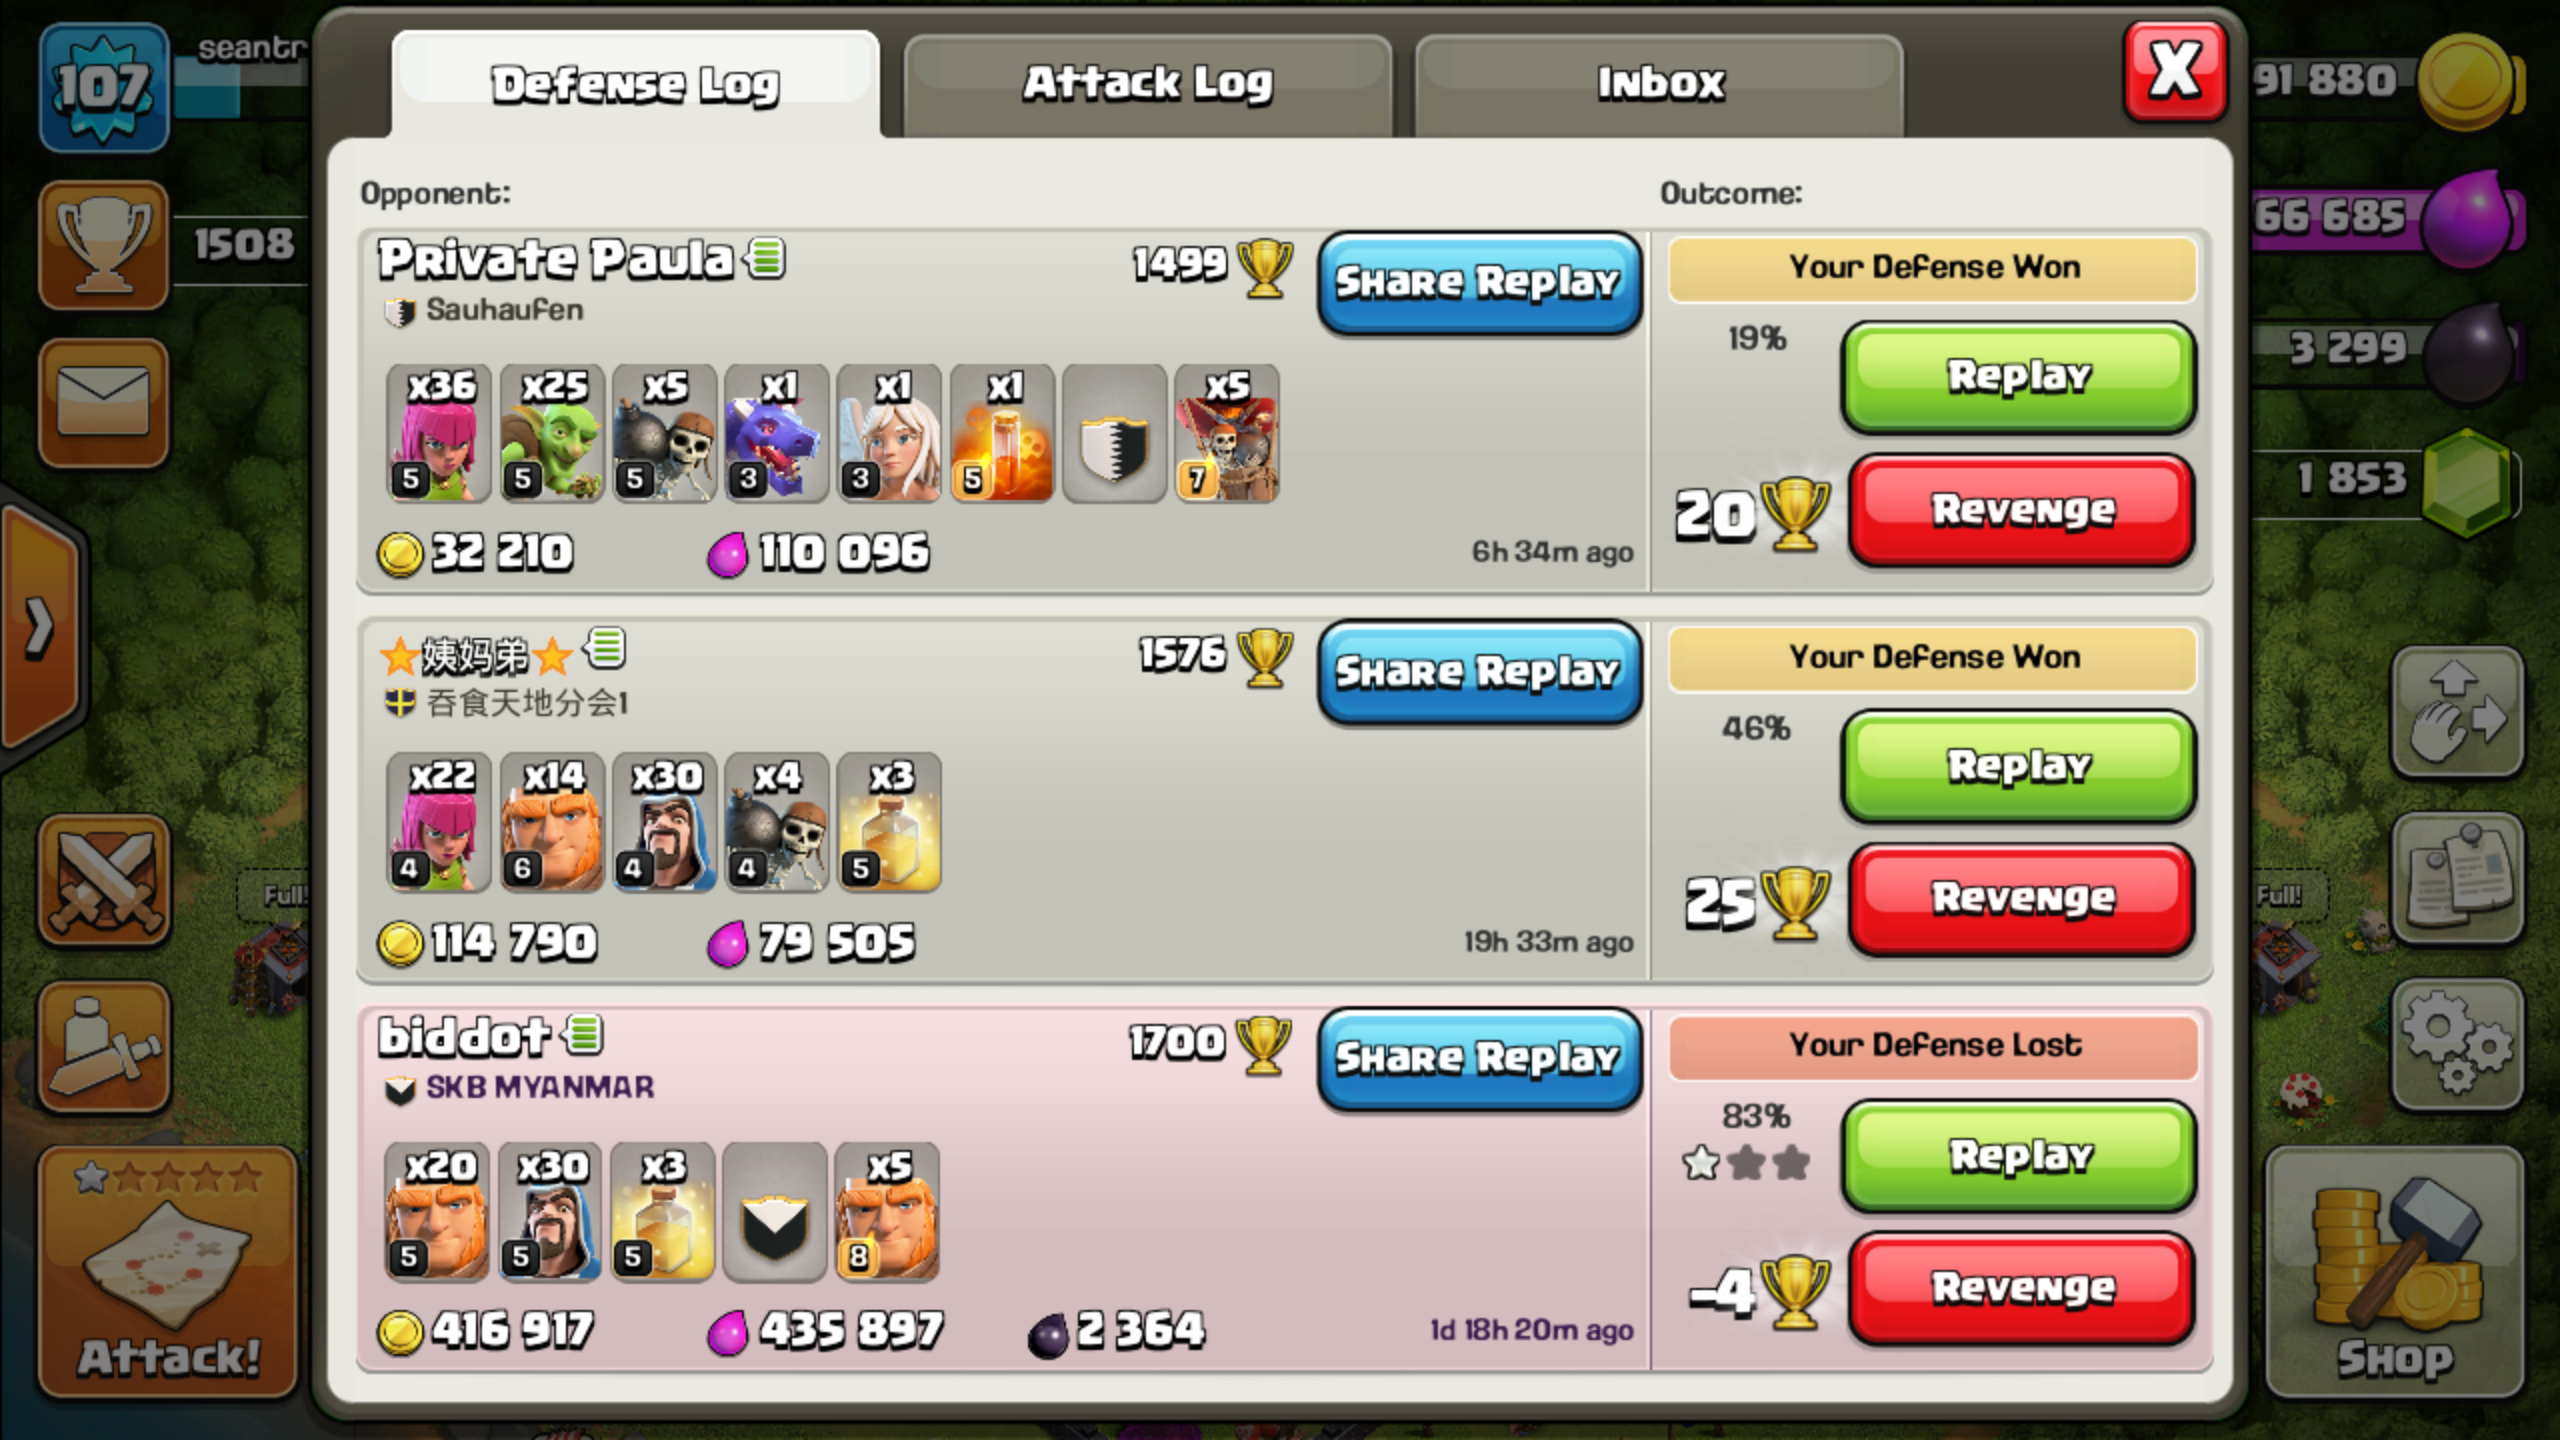 107
seantr
1508
Defense Log
Attack Log
Inbox
X
91 880
66 685
3 299
1 853
Opponent:
Outcome:
Private Paula
Sauhaufen
1499
Share Replay
Your Defense Won
19%
Replay
x36 x25 x5 x1 x1 x1 x5
5 5 5 3 3 5 7
20
Revenge
32 210
110 096
6h 34m ago
姨妈弟
吞食天地分会1
1576
Share Replay
Your Defense Won
46%
Replay
x22 x14 x30 x4 x3
4 6 4 4 5
25
Revenge
114 790
79 505
19h 33m ago
biddot
SKB MYANMAR
1700
Share Replay
Your Defense Lost
83%
Replay
x20 x30 x3 x5
5 5 5 8
-4
Revenge
416 917
435 897
2 364
1d 18h 20m ago
Full!
Full!
Attack!
Shop